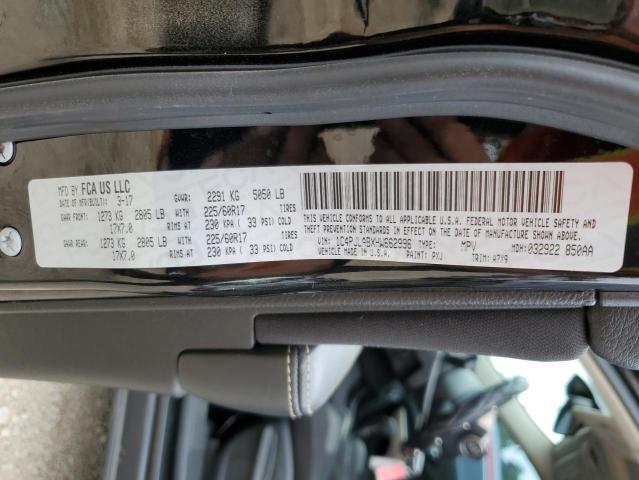 MFD BY FCA US LLC
DATE OF MFR(BUILT): 3-17 GVWR: 2291 KG 5050 LB
GAWR FRONT: 1273 KG 2805 LB WITH 225/60R17 TIRES
17X7.0 RIMS AT 230 KPA ( 33 PSI) COLD
GAWR REAR: 1273 KG 2805 LB WITH 225/60R17 TIRES
17X7.0 RIMS AT 230 KPA ( 33 PSI) COLD
THIS VEHICLE CONFORMS TO ALL APPLICABLE U.S.A. FEDERAL MOTOR VEHICLE SAFETY AND
THEFT PREVENTION STANDARDS IN EFFECT ON THE DATE OF MANUFACTURE SHOWN ABOVE.
VIN: TYPE: MPV MDH: 032922 850AA
VEHICLE MADE IN U.S.A. PAINT: PXJ TRIM: A7X9